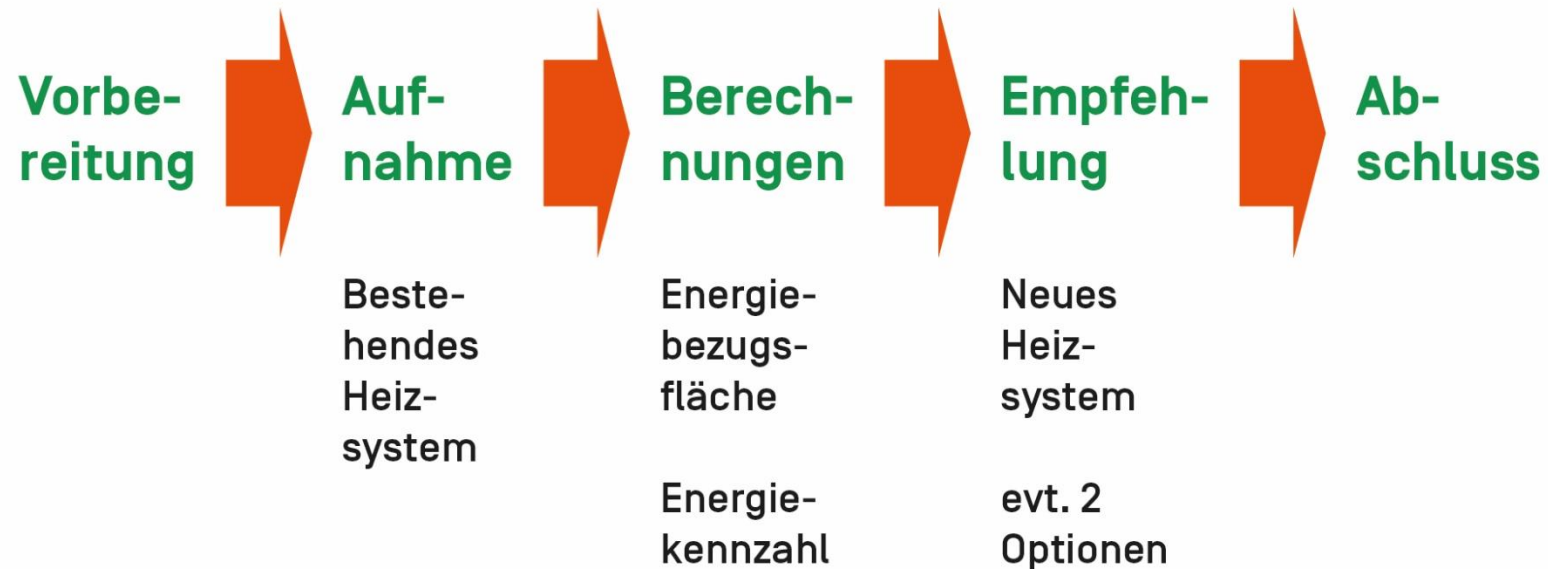 Vorbe-
reitung
Auf-
nahme
Beste-
hendes
Heiz-
system
Berech-
nungen
Energie-
bezugs-
fläche
Energie-
kennzahl
Empfeh-
lung
Neues
Heiz-
system
evt. 2
Optionen
Ab-
schluss